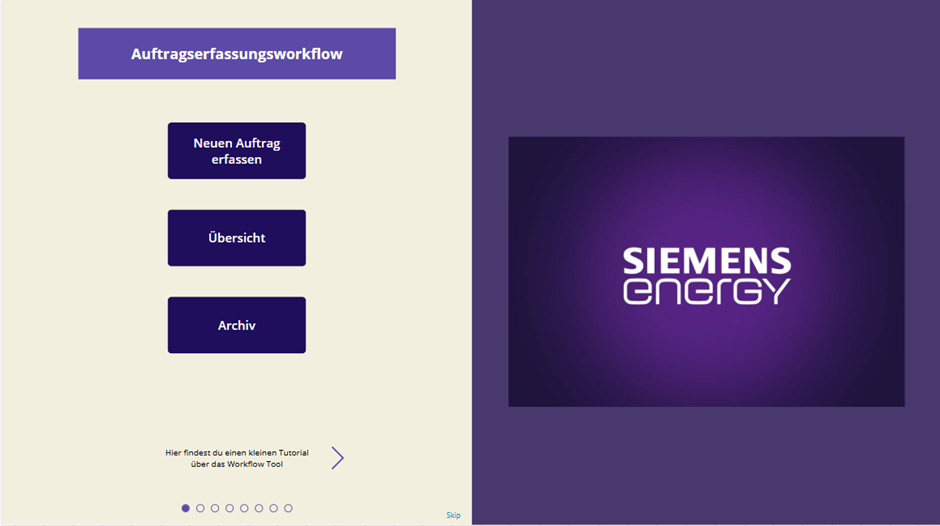 Auftragserfassungsworkflow
Neuen Auftrag
erfassen
Übersicht
Archiv
Hier findest du einen kleinen Tutorial
über das Workflow Tool
Skip
SIEMENS
energy